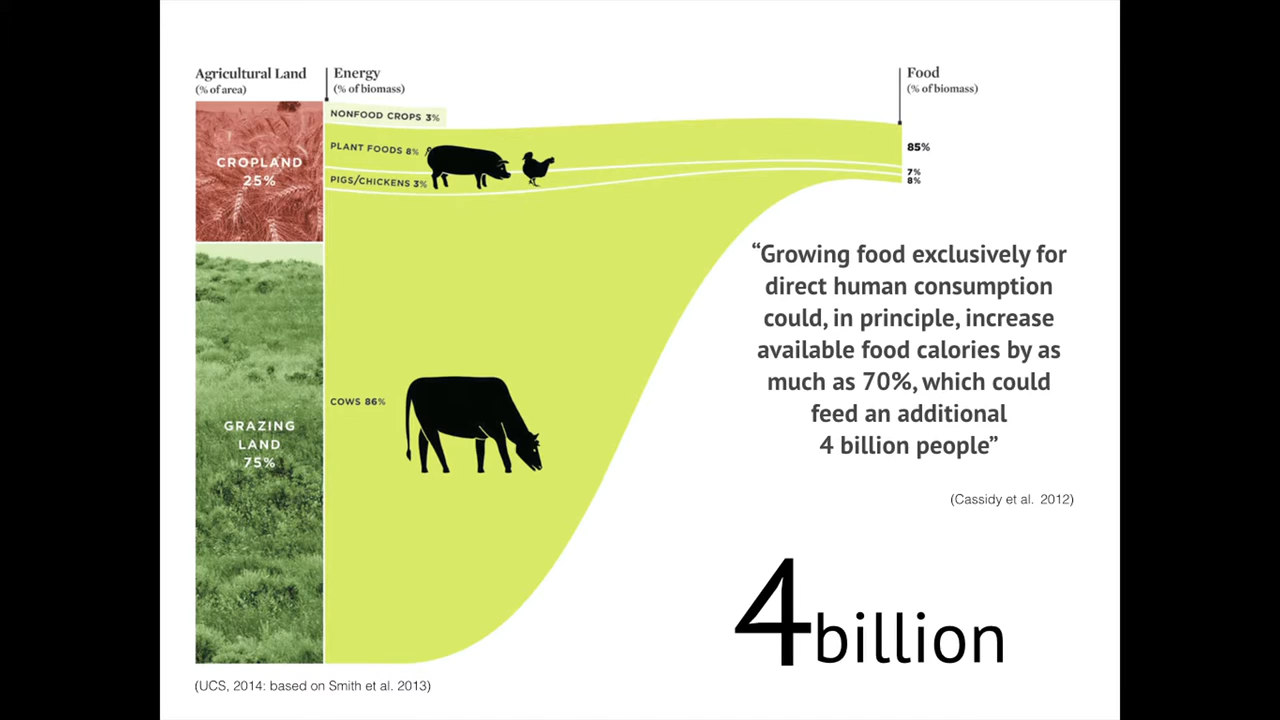 Agricultural Land
(% of area)
Energy
(% of biomass)
Food
(% of biomass)
NONFOOD CROPS 3%
PLANT FOODS 8%
PIGS/CHICKENS 3%
CROPLAND
25%
85%
7%
8%
GRAZING
LAND
75%
COWS 86%
“Growing food exclusively for
direct human consumption
could, in principle, increase
available food calories by as
much as 70%, which could
feed an additional
4 billion people”
(Cassidy et al. 2012)
4 billion
(UCS, 2014: based on Smith et al. 2013)